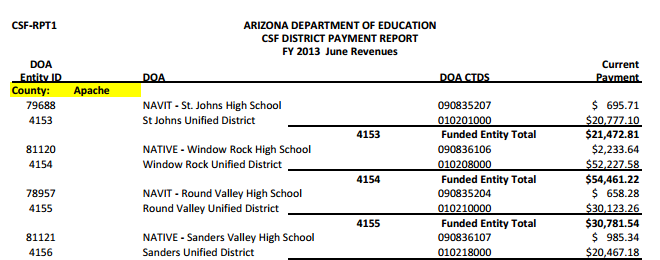 CSF-RPT1 ARIZONA DEPARTMENT OF EDUCATION
CSF DISTRICT PAYMENT REPORT
FY 2013 June Revenues
DOA Current
Entity ID DOA DOA CTDS Payment
County: Apache
79688 NAVIT - St. Johns High School 090835207 $ 695.71
4153 St Johns Unified District 010201000 $20,777.10
4153 Funded Entity Total $21,472.81
81120 NATIVE - Window Rock High School 090836106 $2,233.64
4154 Window Rock Unified District 010208000 $52,227.58
4154 Funded Entity Total $54,461.22
78957 NAVIT - Round Valley High School 090835204 $ 658.28
4155 Round Valley Unified District 010210000 $30,123.26
4155 Funded Entity Total $30,781.54
81121 NATIVE - Sanders Valley High School 090836107 $ 985.34
4156 Sanders Unified District 010218000 $20,467.18